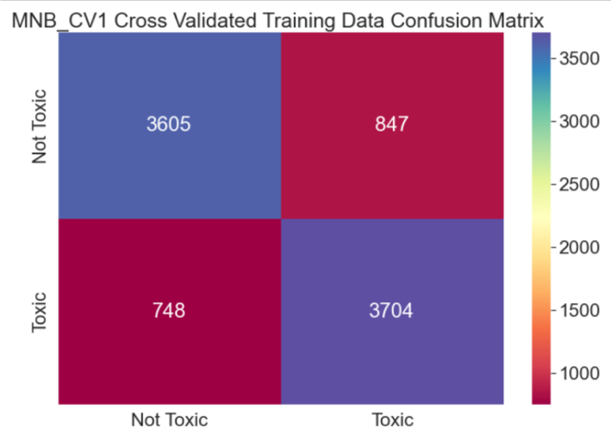 MNB_CV1 Cross Validated Training Data Confusion Matrix
Not Toxic
3605
847
Toxic
748
3704
Not Toxic
Toxic
3500
3000
2500
2000
1500
1000